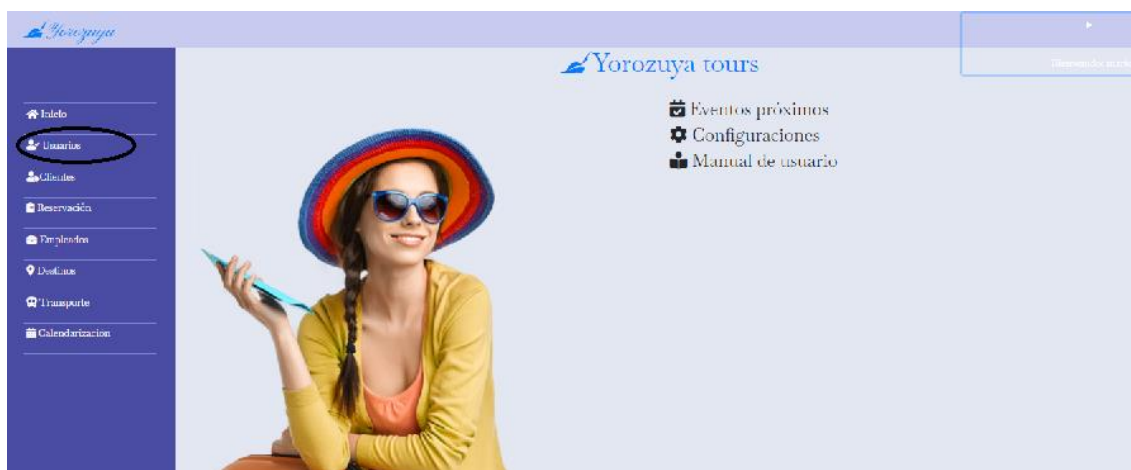 Yorozuya
Yorozuya tours
Eventos próximos
Configuraciones
Manual de usuario
Inicio
Usuarios
Clientes
Reservación
Empleados
Destinos
Transporte
Calendarizacion